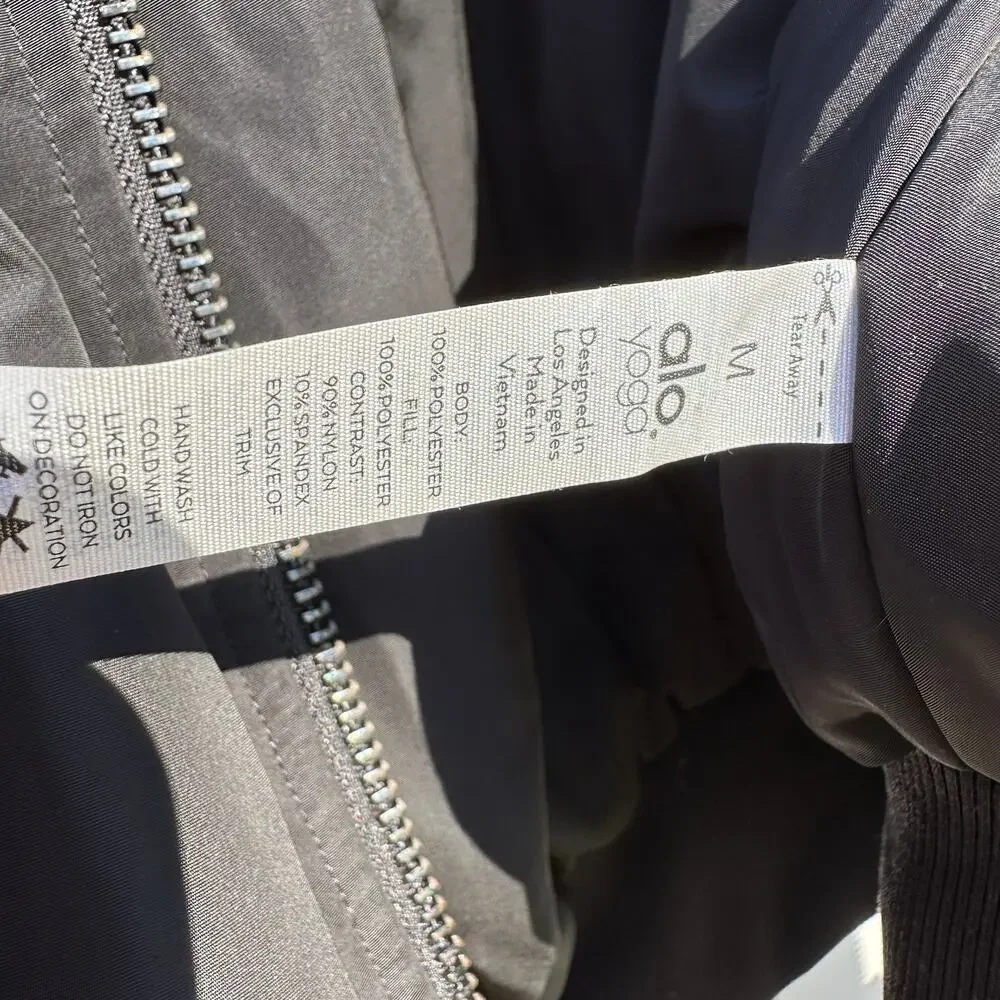 Tear Away
M
alo
yoga®
Designed in
Los Angeles
Made in
Vietnam
BODY:
100% POLYESTER
FILL:
100% POLYESTER
CONTRAST:
90% NYLON
10% SPANDEX
EXCLUSIVE OF
TRIM
HAND WASH
COLD WITH
LIKE COLORS
DO NOT IRON
ON DECORATION